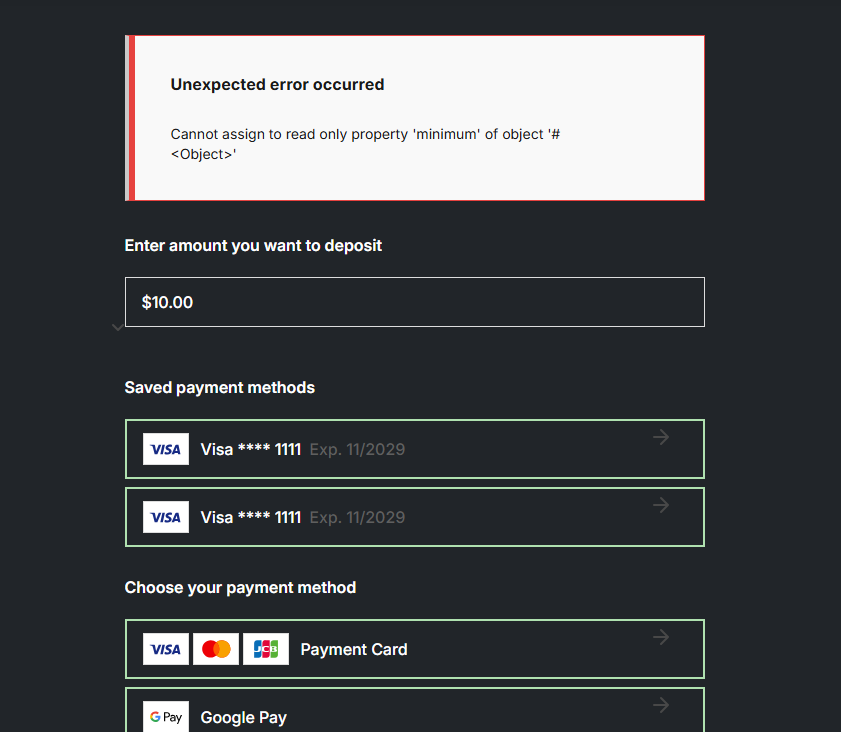 Unexpected error occurred
Cannot assign to read only property 'minimum' of object '#
<Object>'
Enter amount you want to deposit
$10.00
Saved payment methods
VISA Visa **** 1111 Exp. 11/2029
VISA Visa **** 1111 Exp. 11/2029
Choose your payment method
VISA JCB Payment Card
G Pay Google Pay